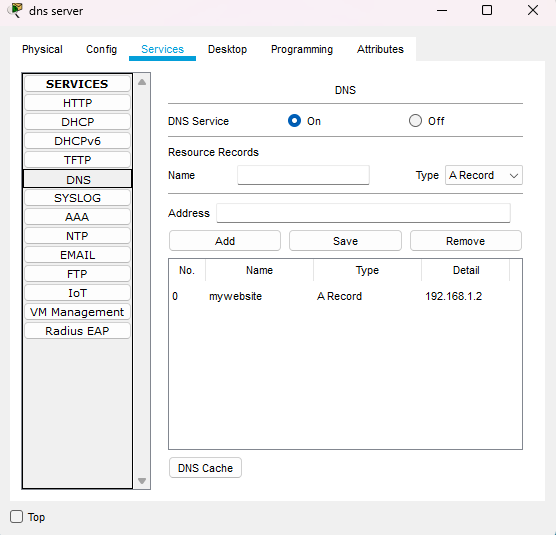 dns server
Physical Config Services Desktop Programming Attributes
SERVICES
HTTP
DHCP
DHCPv6
TFTP
DNS
SYSLOG
AAA
NTP
EMAIL
FTP
IoT
VM Management
Radius EAP
DNS
DNS Service On Off
Resource Records
Name Type A Record
Address
Add Save Remove
No. Name Type Detail
0 mywebsite A Record 192.168.1.2
DNS Cache
Top